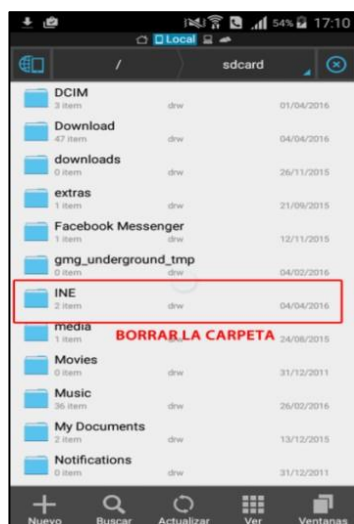 54% 17:10
Local
/ sdcard
DCIM
3 item drw 01/04/2016
Download
47 item drw 04/04/2016
downloads
0 item drw 26/11/2015
extras
1 item drw 21/09/2015
Facebook Messenger
1 item drw 12/11/2015
gmg_underground_tmp
0 item drw 04/02/2016
INE
2 item drw 04/04/2016
media
BORRAR LA CARPETA
1 item drw 24/08/2015
Movies
0 item drw 31/12/2011
Music
36 item drw 26/02/2016
My Documents
2 item drw 13/12/2015
Notifications
0 item drw 31/12/2011
Nuevo Buscar Actualizar Ver Ventanas